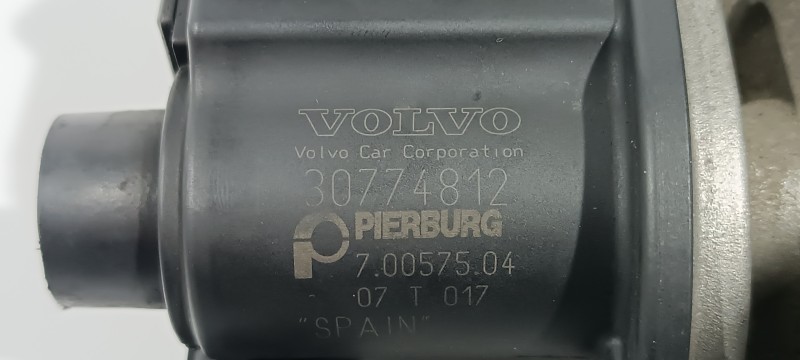 VOLVO
Volvo Car Corporation
30774812
PIERBURG
7.00575.04
07 T 017
"SPAIN"